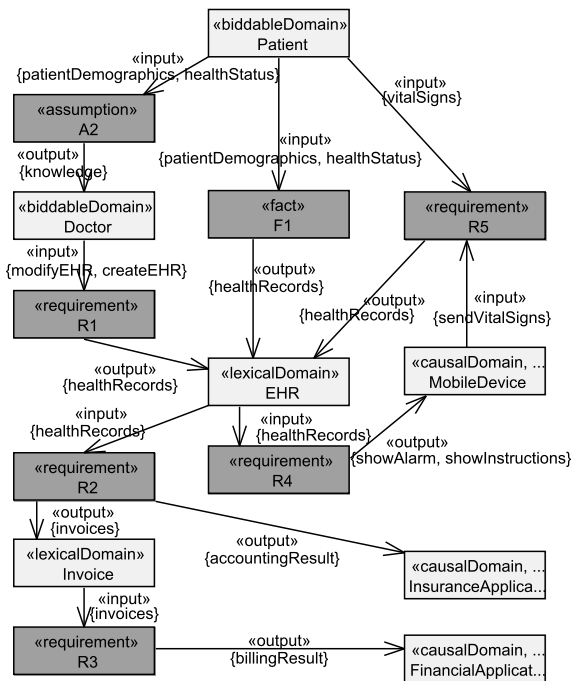 «biddableDomain»
Patient
«input»
{patientDemographics, healthStatus}
«input»
{vitalSigns}
«assumption»
A2
«input»
{patientDemographics, healthStatus}
«output»
{knowledge}
«biddableDomain»
Doctor
«fact»
F1
«requirement»
R5
«input»
{modifyEHR, createEHR}
«output»
{healthRecords}
«output»
{healthRecords}
«input»
{sendVitalSigns}
«requirement»
R1
«output»
{healthRecords}
«lexicalDomain»
EHR
«causalDomain, ...
MobileDevice
«input»
{healthRecords}
«input»
{healthRecords}
«output»
{showAlarm, showInstructions}
«requirement»
R2
«requirement»
R4
«output»
{invoices}
«output»
{accountingResult}
«lexicalDomain»
Invoice
«causalDomain, ...
InsuranceApplica...
«input»
{invoices}
«requirement»
R3
«output»
{billingResult}
«causalDomain, ...
FinancialApplicat...